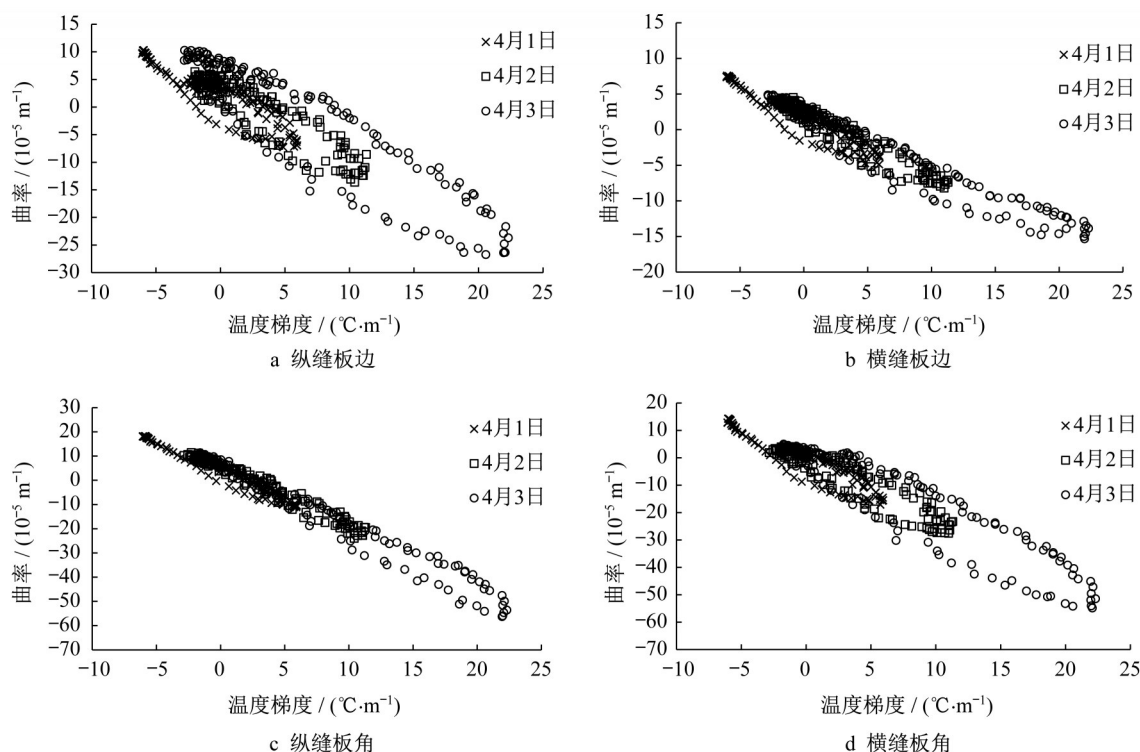 15
10
5
0
−5
−10
−15
−20
−25
−30
曲率 / (10⁻⁵ m⁻¹)
×4月1日
□4月2日
○4月3日
−10 −5 0 5 10 15 20 25
温度梯度 / (℃·m⁻¹)
a 纵缝板边
15
10
5
0
−5
−10
−15
−20
曲率 / (10⁻⁵ m⁻¹)
×4月1日
□4月2日
○4月3日
−10 −5 0 5 10 15 20 25
温度梯度 / (℃·m⁻¹)
b 横缝板边
30
20
10
0
−10
−20
−30
−40
−50
−60
−70
曲率 / (10⁻⁵ m⁻¹)
×4月1日
□4月2日
○4月3日
−10 −5 0 5 10 15 20 25
温度梯度 / (℃·m⁻¹)
c 纵缝板角
20
10
0
−10
−20
−30
−40
−50
−60
−70
曲率 / (10⁻⁵ m⁻¹)
×4月1日
□4月2日
○4月3日
−10 −5 0 5 10 15 20 25
温度梯度 / (℃·m⁻¹)
d 横缝板角